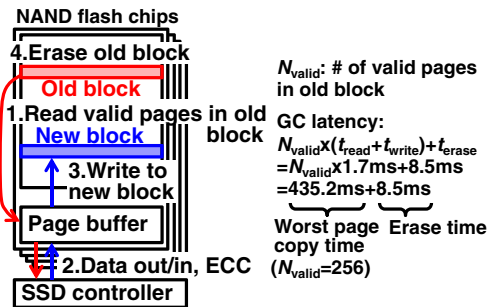 NAND flash chips
4.Erase old block
Old block
1.Read valid pages in old
block
New block
3.Write to
new block
Page buffer
2.Data out/in, ECC
SSD controller
Nvalid: # of valid pages
in old block
GC latency:
Nvalidx(tread+twrite)+terase
=Nvalidx1.7ms+8.5ms
=435.2ms+8.5ms
Worst page
copy time
(Nvalid=256)
Erase time